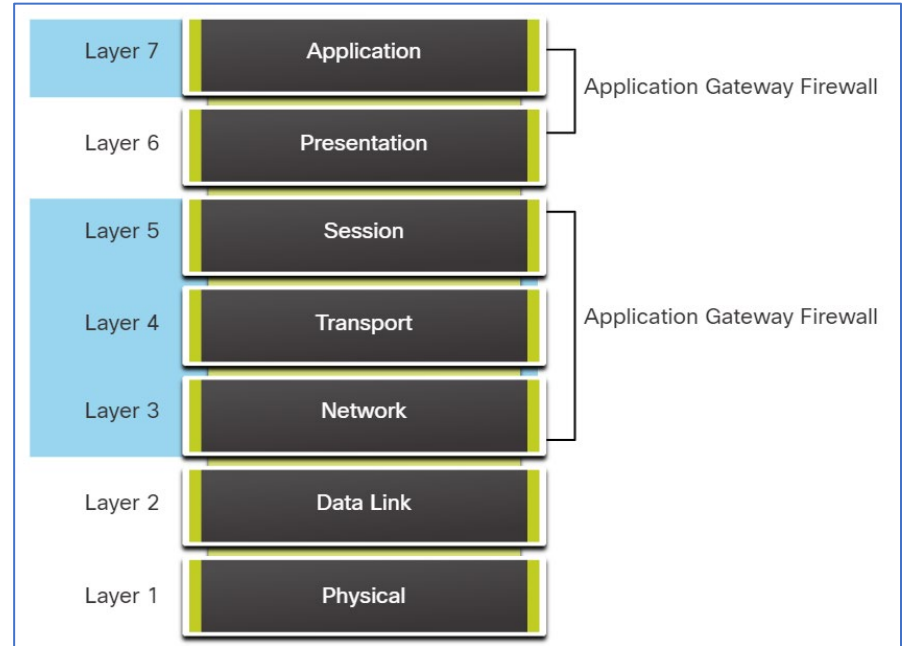 Layer 7 Application
Application Gateway Firewall
Layer 6 Presentation
Layer 5 Session
Layer 4 Transport Application Gateway Firewall
Layer 3 Network
Layer 2 Data Link
Layer 1 Physical